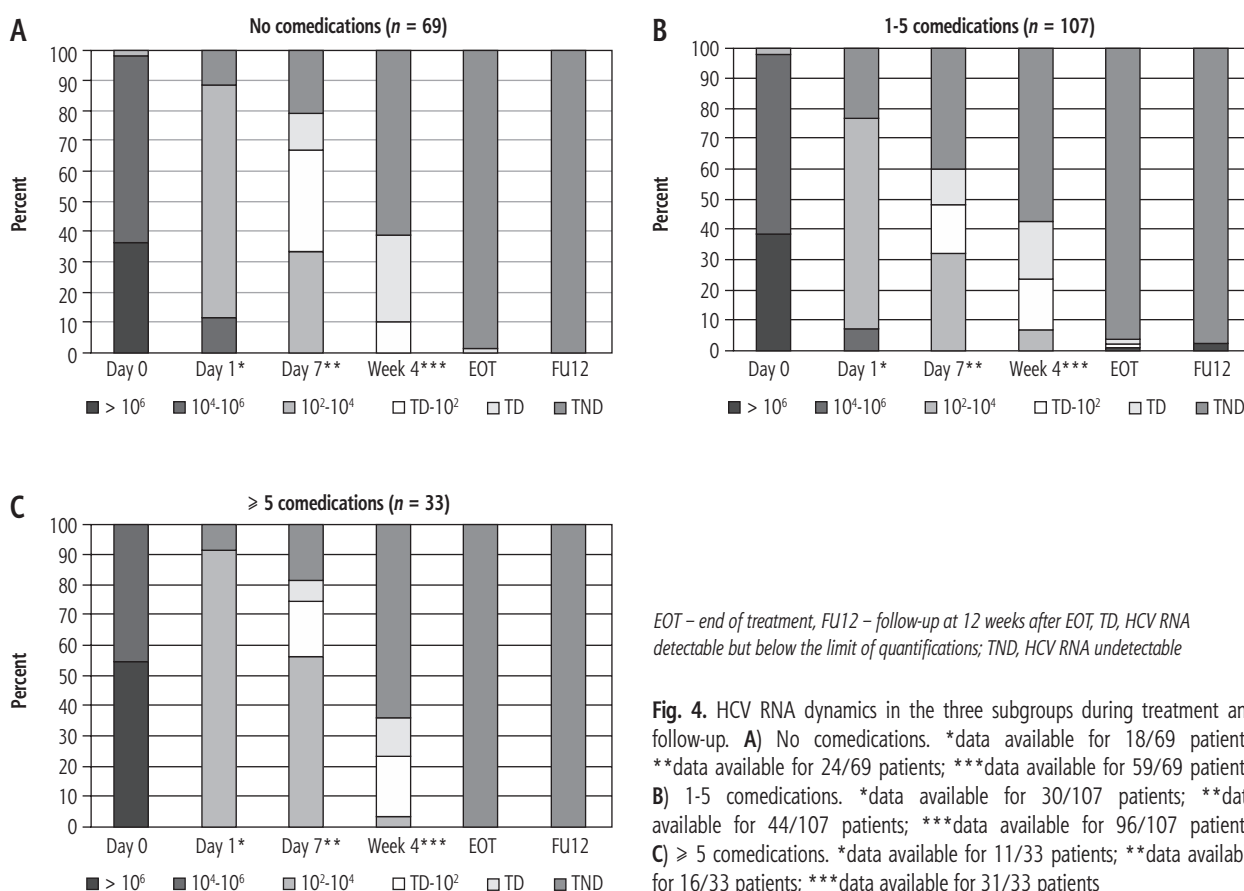 A
No comedications (n = 69)
Percent
100
90
80
70
60
50
40
30
20
10
0
Day 0 Day 1* Day 7** Week 4*** EOT FU12
> 10⁶ 10⁴-10⁶ 10²-10⁴ TD-10² TD TND
B
1-5 comedications (n = 107)
Percent
100
90
80
70
60
50
40
30
20
10
0
Day 0 Day 1* Day 7** Week 4*** EOT FU12
> 10⁶ 10⁴-10⁶ 10²-10⁴ TD-10² TD TND
C
⩾ 5 comedications (n = 33)
Percent
100
90
80
70
60
50
40
30
20
10
0
Day 0 Day 1* Day 7** Week 4*** EOT FU12
> 10⁶ 10⁴-10⁶ 10²-10⁴ TD-10² TD TND
EOT – end of treatment, FU12 – follow-up at 12 weeks after EOT, TD, HCV RNA
detectable but below the limit of quantifications; TND, HCV RNA undetectable
Fig. 4. HCV RNA dynamics in the three subgroups during treatment an
follow-up. A) No comedications. *data available for 18/69 patient
**data available for 24/69 patients; ***data available for 59/69 patient
B) 1-5 comedications. *data available for 30/107 patients; **dat
available for 44/107 patients; ***data available for 96/107 patient
C) ⩾ 5 comedications. *data available for 11/33 patients; **data availab
for 16/33 patients; ***data available for 31/33 patients